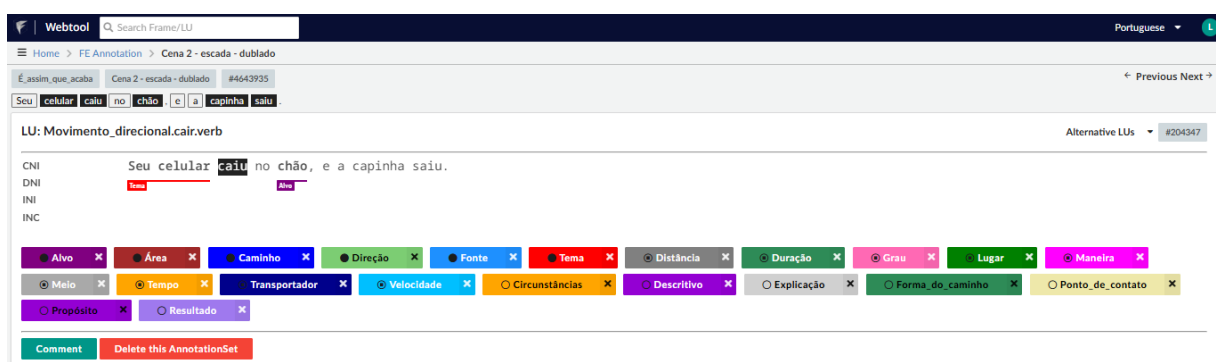 Webtool Search Frame/LU Portuguese L
Home > FE Annotation > Cena 2 - escada - dublado
É_assim_que_acaba Cena 2 - escada - dublado #4643935 ← Previous Next →
Seu celular caiu no chão , e a capinha saiu .
LU: Movimento_direcional.cair.verb Alternative LUs #204347
CNI Seu celular caiu no chão, e a capinha saiu.
DNI Tema Alvo
INI
INC
Alvo × Área × Caminho × Direção × Fonte × Tema × Distância × Duração × Grau × Lugar × Maneira ×
Meio × Tempo × Transportador × Velocidade × Circunstâncias × Descritivo × Explicação × Forma_do_caminho × Ponto_de_contato ×
Propósito × Resultado ×
Comment Delete this AnnotationSet